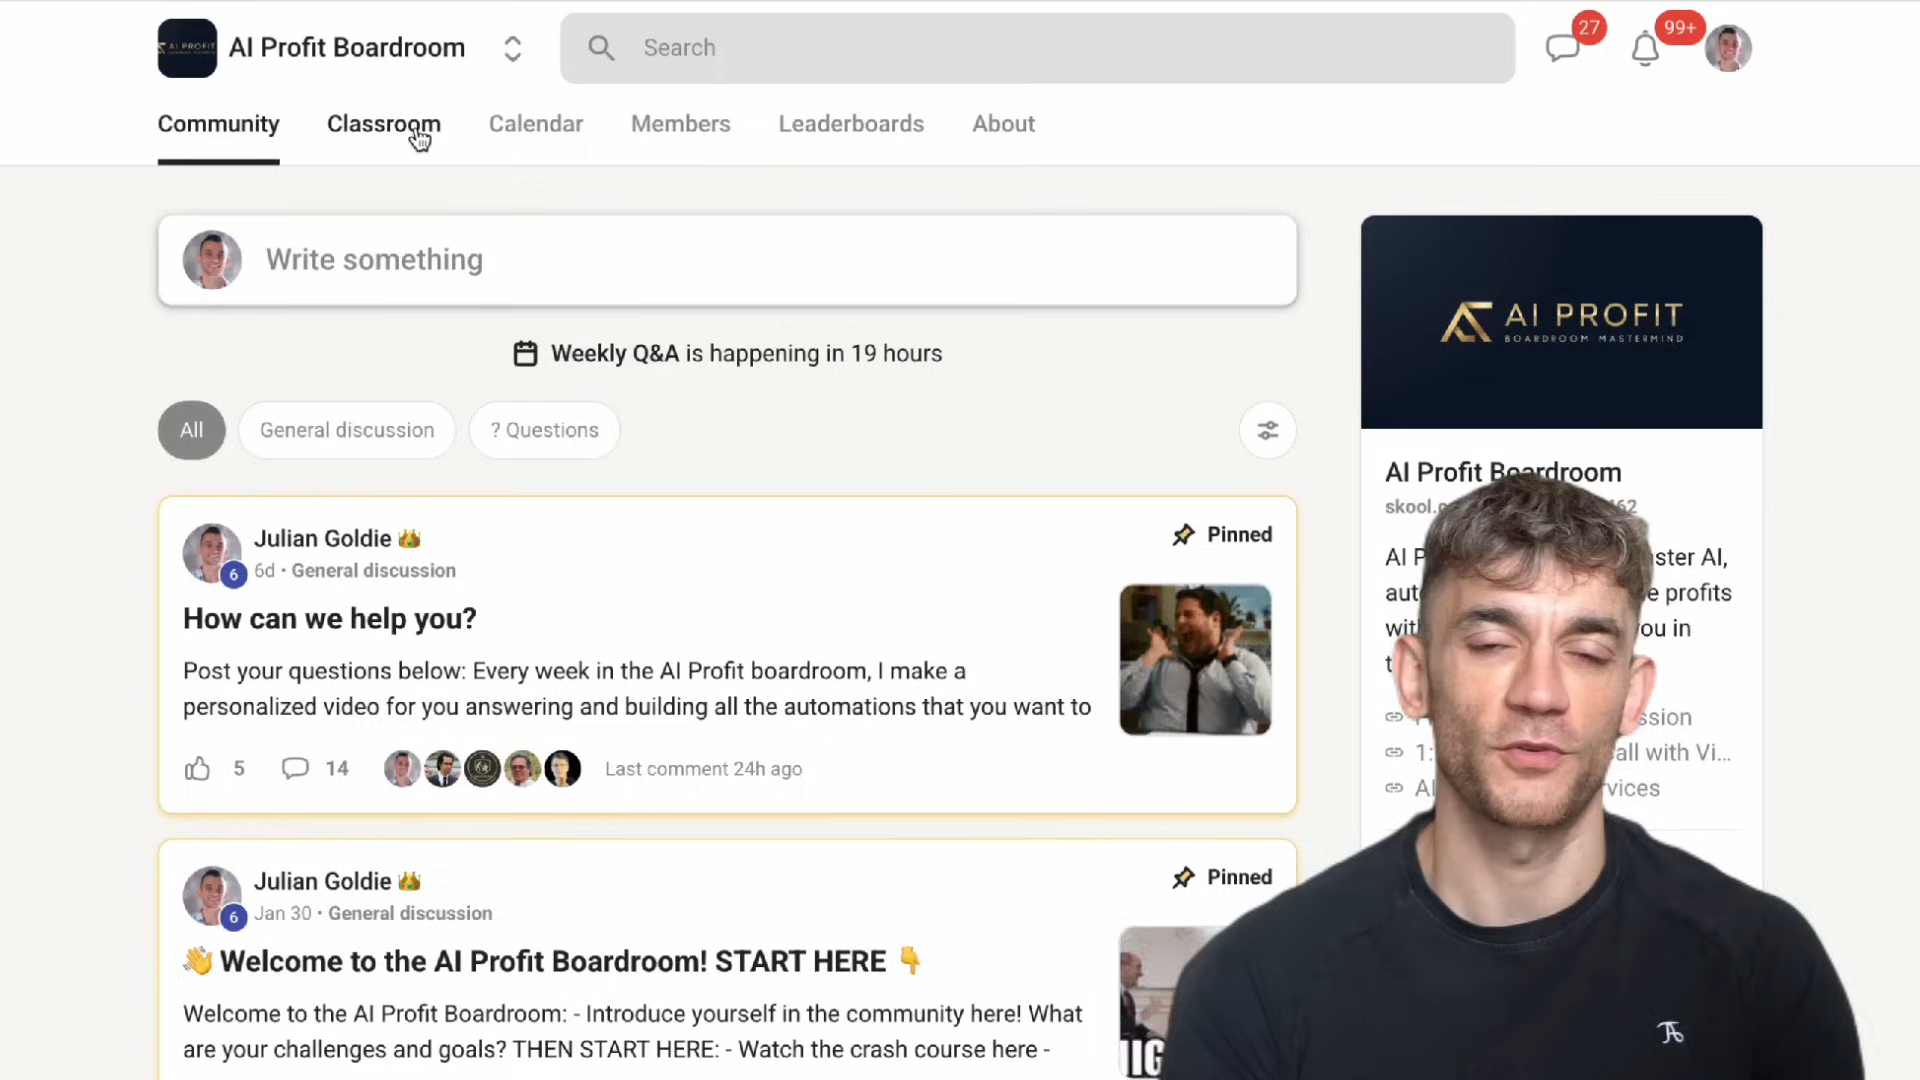 AI PROFIT
AI Profit Boardroom
Search
27
99+
Community
Classroom
Calendar
Members
Leaderboards
About
Write something
Weekly Q&A is happening in 19 hours
All
General discussion
? Questions
Julian Goldie
6
6d • General discussion
Pinned
How can we help you?
Post your questions below: Every week in the AI Profit boardroom, I make a
personalized video for you answering and building all the automations that you want to
5
14
Last comment 24h ago
Julian Goldie
6
Jan 30 • General discussion
Pinned
👋 Welcome to the AI Profit Boardroom! START HERE 👇
Welcome to the AI Profit Boardroom: - Introduce yourself in the community here! What
are your challenges and goals? THEN START HERE: - Watch the crash course here -
AI PROFIT
BOARDROOM MASTERMIND
AI Profit Boardroom
skool.
AI
AI,
profits
you in
with Vi...